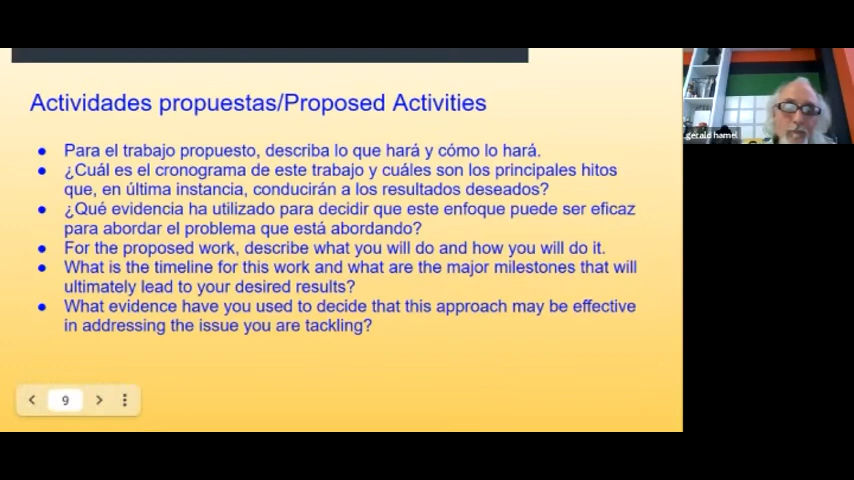 Actividades propuestas/Proposed Activities
● Para el trabajo propuesto, describa lo que hará y cómo lo hará.
● ¿Cuál es el cronograma de este trabajo y cuáles son los principales hitos
que, en última instancia, conducirán a los resultados deseados?
● ¿Qué evidencia ha utilizado para decidir que este enfoque puede ser eficaz
para abordar el problema que está abordando?
● For the proposed work, describe what you will do and how you will do it.
● What is the timeline for this work and what are the major milestones that will
ultimately lead to your desired results?
● What evidence have you used to decide that this approach may be effective
in addressing the issue you are tackling?
9
gerald hamel